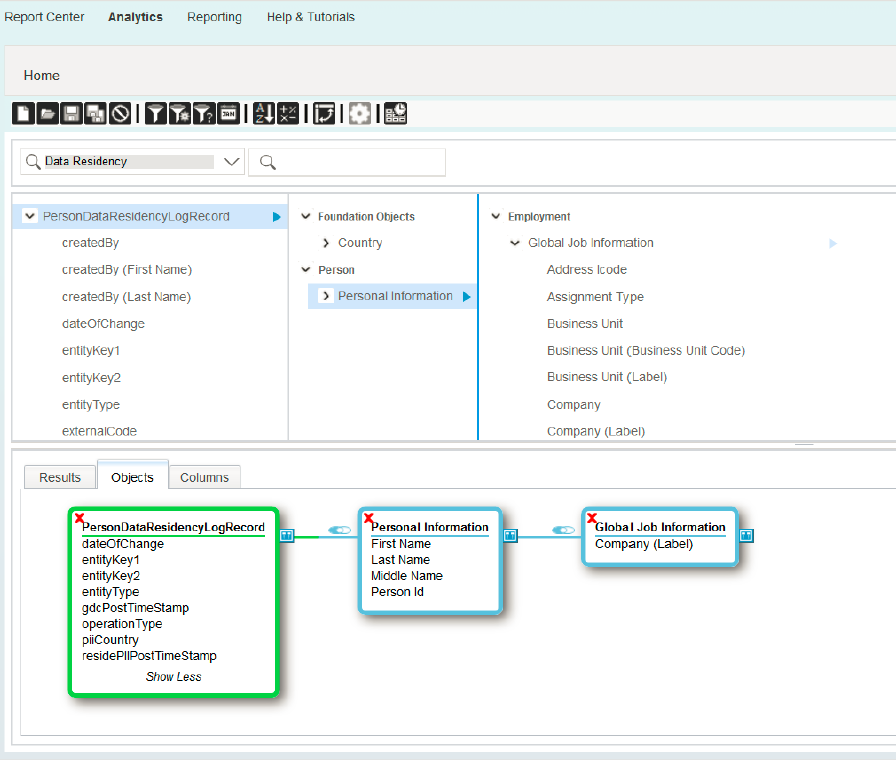 Report Center Analytics Reporting Help & Tutorials
Home
JAN
Data Residency
PersonDataResidencyLogRecord
createdBy
createdBy (First Name)
createdBy (Last Name)
dateOfChange
entityKey1
entityKey2
entityType
externalCode
Foundation Objects
Country
Person
Personal Information
Employment
Global Job Information
Address Icode
Assignment Type
Business Unit
Business Unit (Business Unit Code)
Business Unit (Label)
Company
Company (Label)
Results Objects Columns
PersonDataResidencyLogRecord
dateOfChange
entityKey1
entityKey2
entityType
gdcPostTimeStamp
operationType
piiCountry
residePIIPostTimeStamp
Show Less
Personal Information
First Name
Last Name
Middle Name
Person Id
Global Job Information
Company (Label)